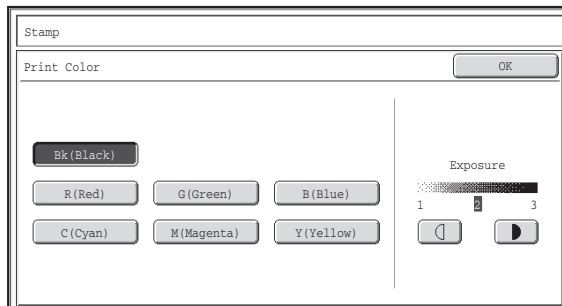 Stamp
Print Color
OK
Bk(Black)
R(Red) G(Green) B(Blue)
C(Cyan) M(Magenta) Y(Yellow)
Exposure
1 2 3